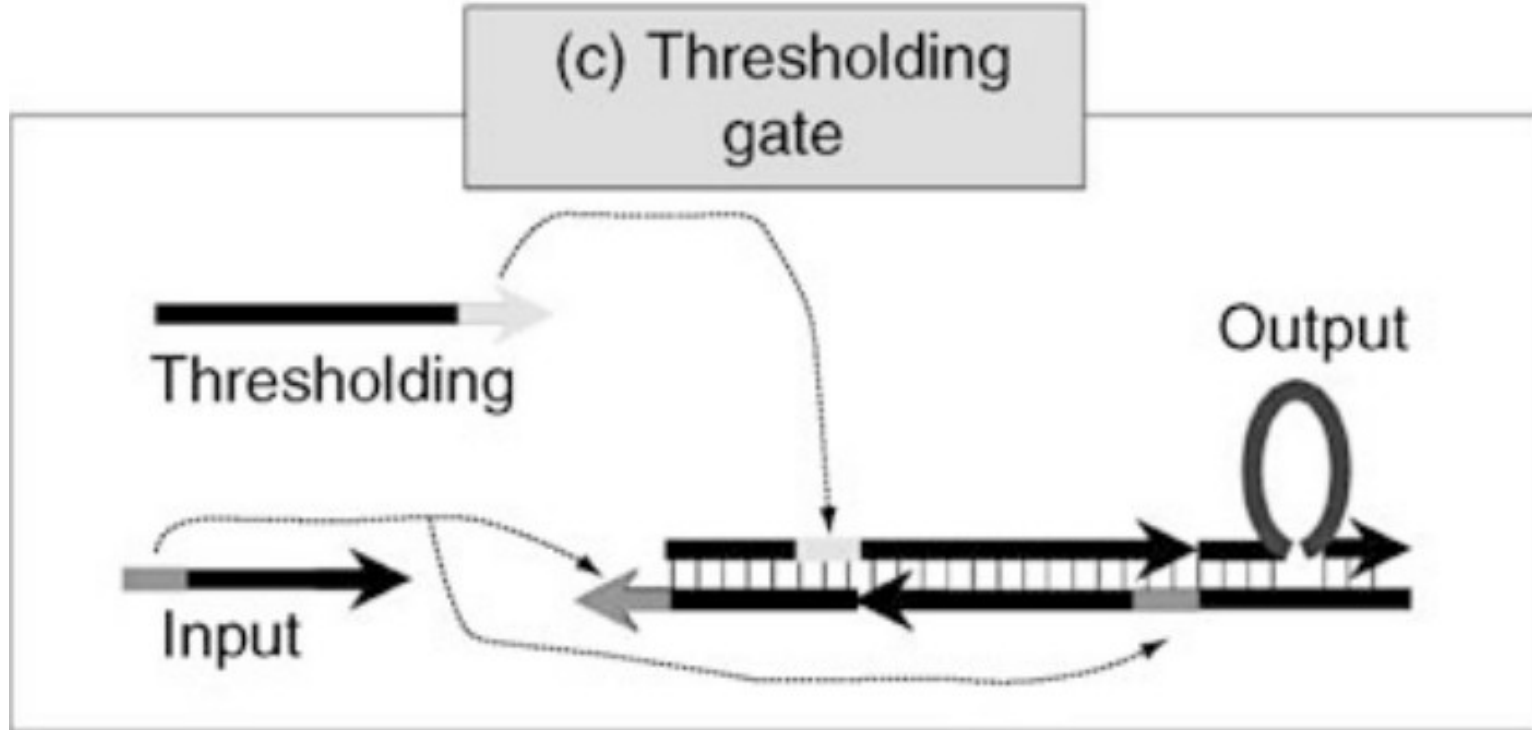 (c) Thresholding
gate
Thresholding
Output
Input